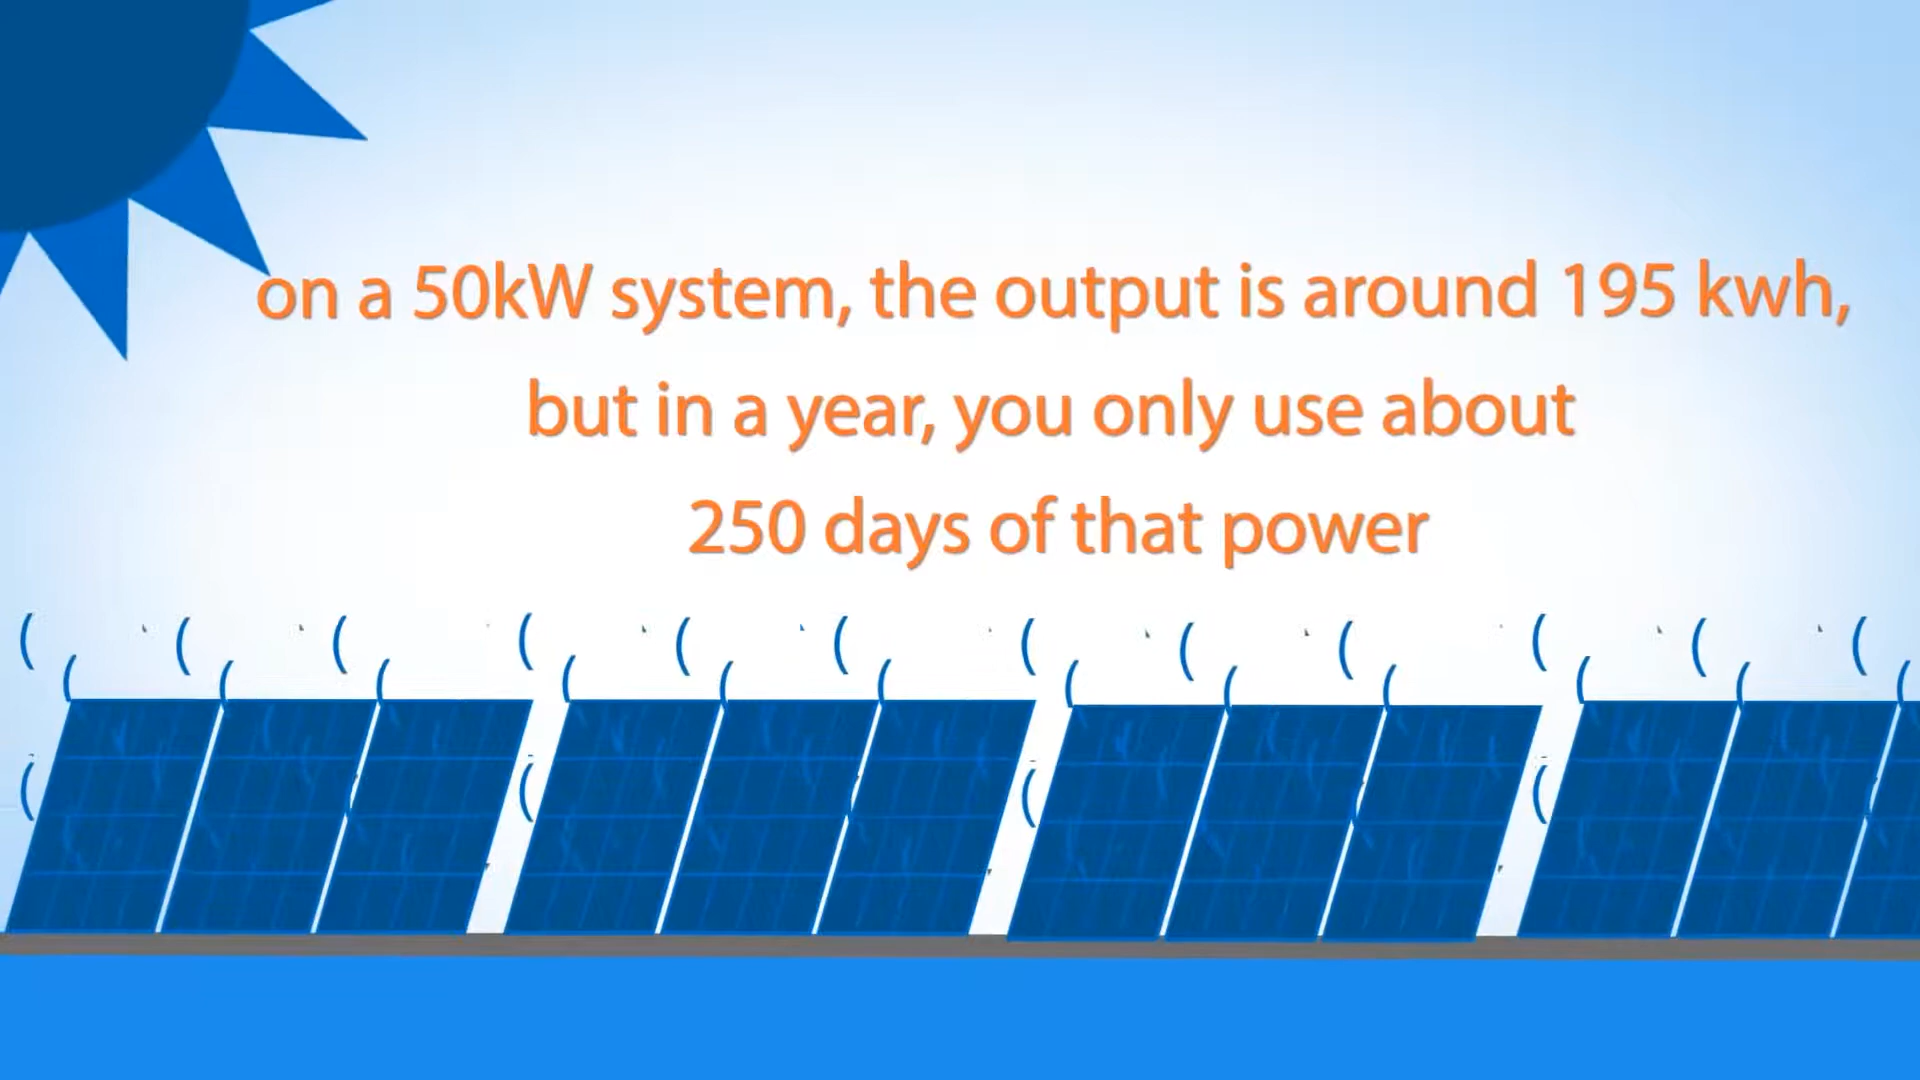 on a 50kW system, the output is around 195 kwh,
but in a year, you only use about
250 days of that power